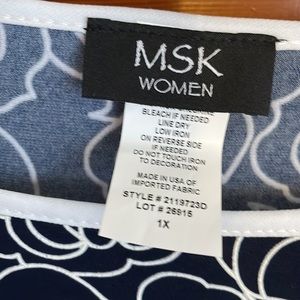 MSK
WOMEN
BLEACH IF NEEDED
LINE DRY
LOW IRON
ON REVERSE SIDE
IF NEEDED
DO NOT TOUCH IRON
TO DECORATION
MADE IN USA OF
IMPORTED FABRIC
STYLE # 2119723D
LOT # 26915
1X